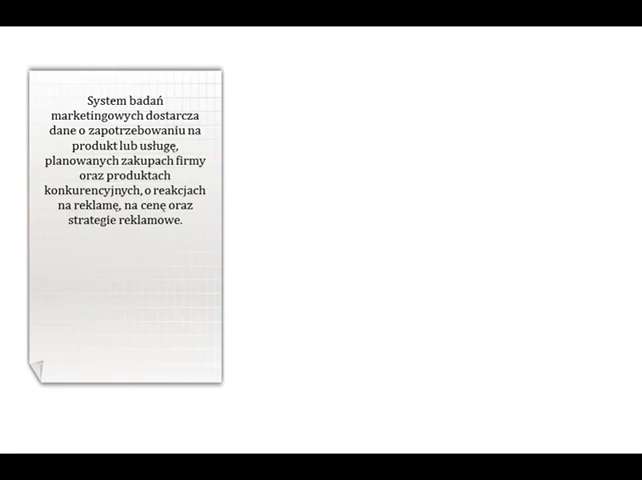 System badań
marketingowych dostarcza
dane o zapotrzebowaniu na
produkt lub usługę,
planowanych zakupach firmy
oraz produktach
konkurencyjnych, o reakcjach
na reklamę, na cenę oraz
strategie reklamowe.